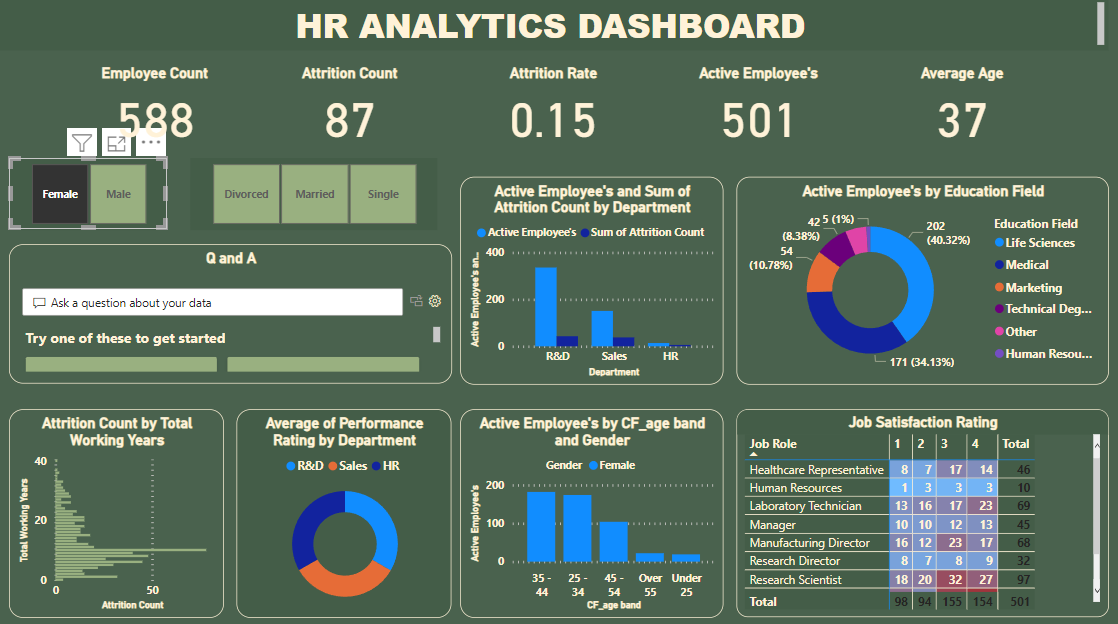 HR ANALYTICS DASHBOARD
Employee Count
Attrition Count
Attrition Rate
Active Employee's
Average Age
588
87
0.15
501
37
Female
Male
Divorced
Married
Single
Q and A
Ask a question about your data
Try one of these to get started
Active Employee's and Sum of
Attrition Count by Department
Active Employee's
Sum of Attrition Count
Active Employee's an...
400
200
0
R&D
Sales
HR
Department
Active Employee's by Education Field
202
(40.32%)
171 (34.13%)
54
(10.78%)
42
(8.38%)
5 (1%)
Education Field
Life Sciences
Medical
Marketing
Technical Deg...
Other
Human Resou...
Attrition Count by Total
Working Years
Total Working Years
40
20
0
0
50
Attrition Count
Average of Performance
Rating by Department
R&D
Sales
HR
Active Employee's by CF_age band
and Gender
Gender
Female
Active Employee's
200
100
0
35 -
44
25 -
34
45 -
54
Over
55
Under
25
CF_age band
Job Satisfaction Rating
Job Role 1 2 3 4 Total
Healthcare Representative 8 7 17 14 46
Human Resources 1 3 3 3 10
Laboratory Technician 13 16 17 23 69
Manager 10 10 12 13 45
Manufacturing Director 16 12 23 17 68
Research Director 8 7 8 9 32
Research Scientist 18 20 32 27 97
Total 98 94 155 154 501